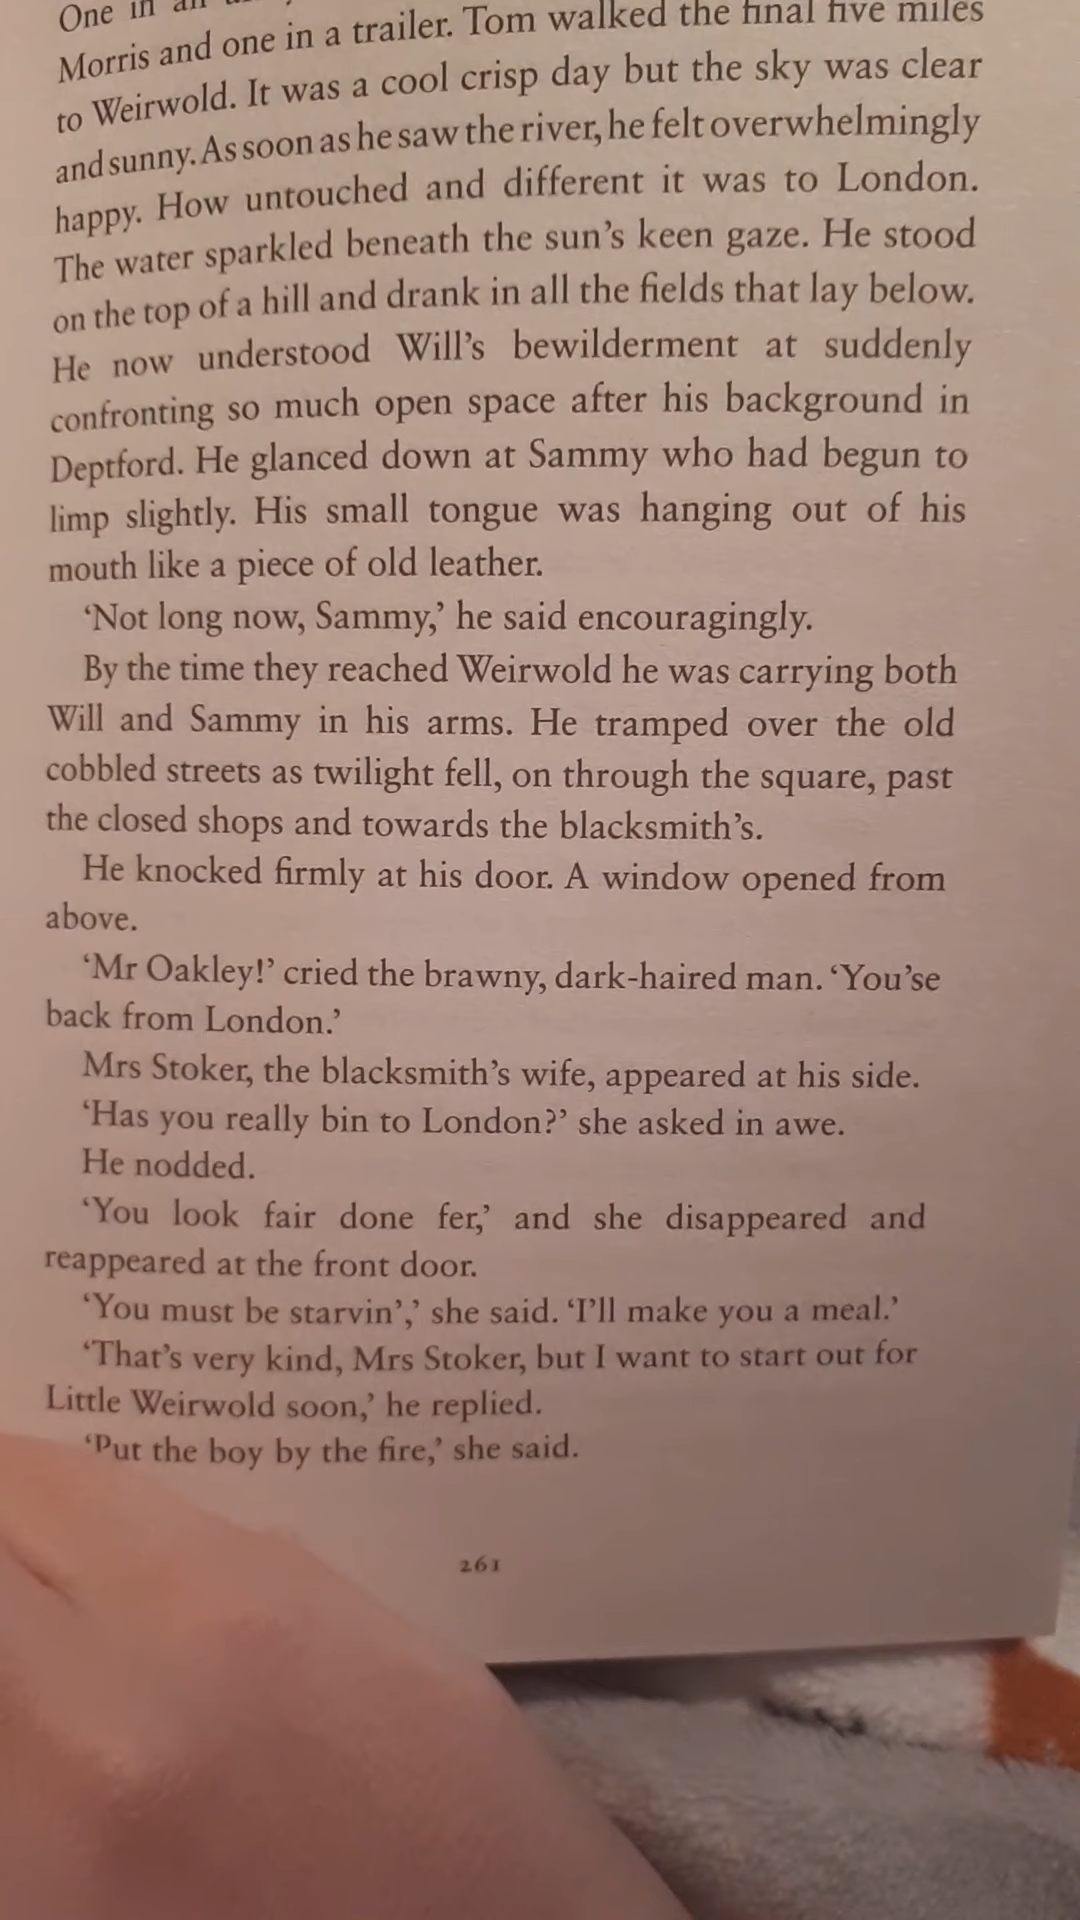 One in
Morris and one in a trailer. Tom walked the final five miles
to Weirwold. It was a cool crisp day but the sky was clear
and sunny. As soon as he saw the river, he felt overwhelmingly
happy. How untouched and different it was to London.
The water sparkled beneath the sun’s keen gaze. He stood
on the top of a hill and drank in all the fields that lay below.
He now understood Will’s bewilderment at suddenly
confronting so much open space after his background in
Deptford. He glanced down at Sammy who had begun to
limp slightly. His small tongue was hanging out of his
mouth like a piece of old leather.
‘Not long now, Sammy,’ he said encouragingly.
By the time they reached Weirwold he was carrying both
Will and Sammy in his arms. He tramped over the old
cobbled streets as twilight fell, on through the square, past
the closed shops and towards the blacksmith’s.
He knocked firmly at his door. A window opened from
above.
‘Mr Oakley!’ cried the brawny, dark-haired man. ‘You’se
back from London.’
Mrs Stoker, the blacksmith’s wife, appeared at his side.
‘Has you really bin to London?’ she asked in awe.
He nodded.
‘You look fair done fer,’ and she disappeared and
reappeared at the front door.
‘You must be starvin’,’ she said. ‘I’ll make you a meal.’
‘That’s very kind, Mrs Stoker, but I want to start out for
Little Weirwold soon,’ he replied.
‘Put the boy by the fire,’ she said.
261